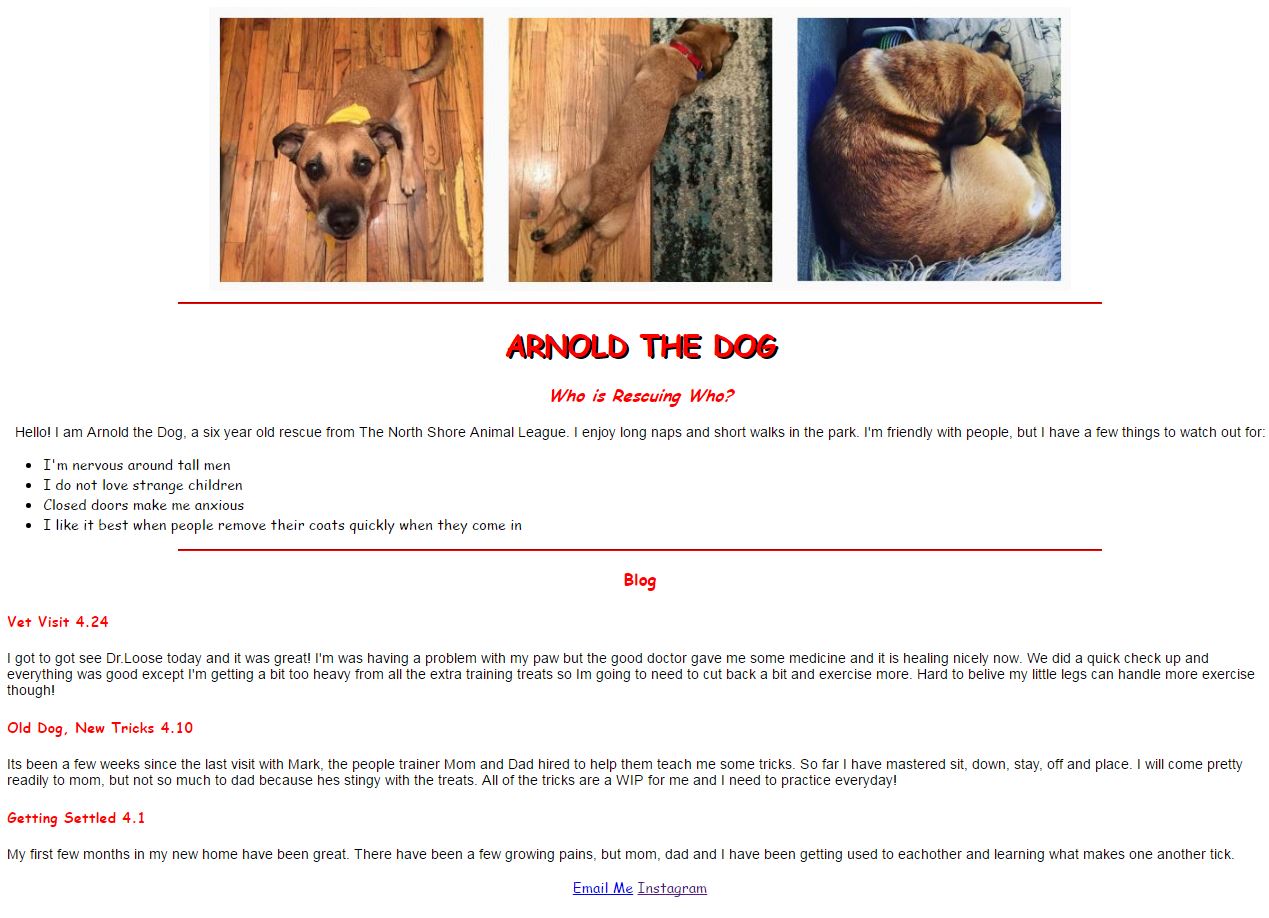 ARNOLD THE DOG
Who is Rescuing Who?
Hello! I am Arnold the Dog, a six year old rescue from The North Shore Animal League. I enjoy long naps and short walks in the park. I'm friendly with people, but I have a few things to watch out for:
I'm nervous around tall men
I do not love strange children
Closed doors make me anxious
I like it best when people remove their coats quickly when they come in
Blog
Vet Visit 4.24
I got to got see Dr.Loose today and it was great! I'm was having a problem with my paw but the good doctor gave me some medicine and it is healing nicely now. We did a quick check up and
everything was good except I'm getting a bit too heavy from all the extra training treats so Im going to need to cut back a bit and exercise more. Hard to belive my little legs can handle more exercise
though!
Old Dog, New Tricks 4.10
Its been a few weeks since the last visit with Mark, the people trainer Mom and Dad hired to help them teach me some tricks. So far I have mastered sit, down, stay, off and place. I will come pretty
readily to mom, but not so much to dad because hes stingy with the treats. All of the tricks are a WIP for me and I need to practice everyday!
Getting Settled 4.1
My first few months in my new home have been great. There have been a few growing pains, but mom, dad and I have been getting used to eachother and learning what makes one another tick.
Email Me Instagram